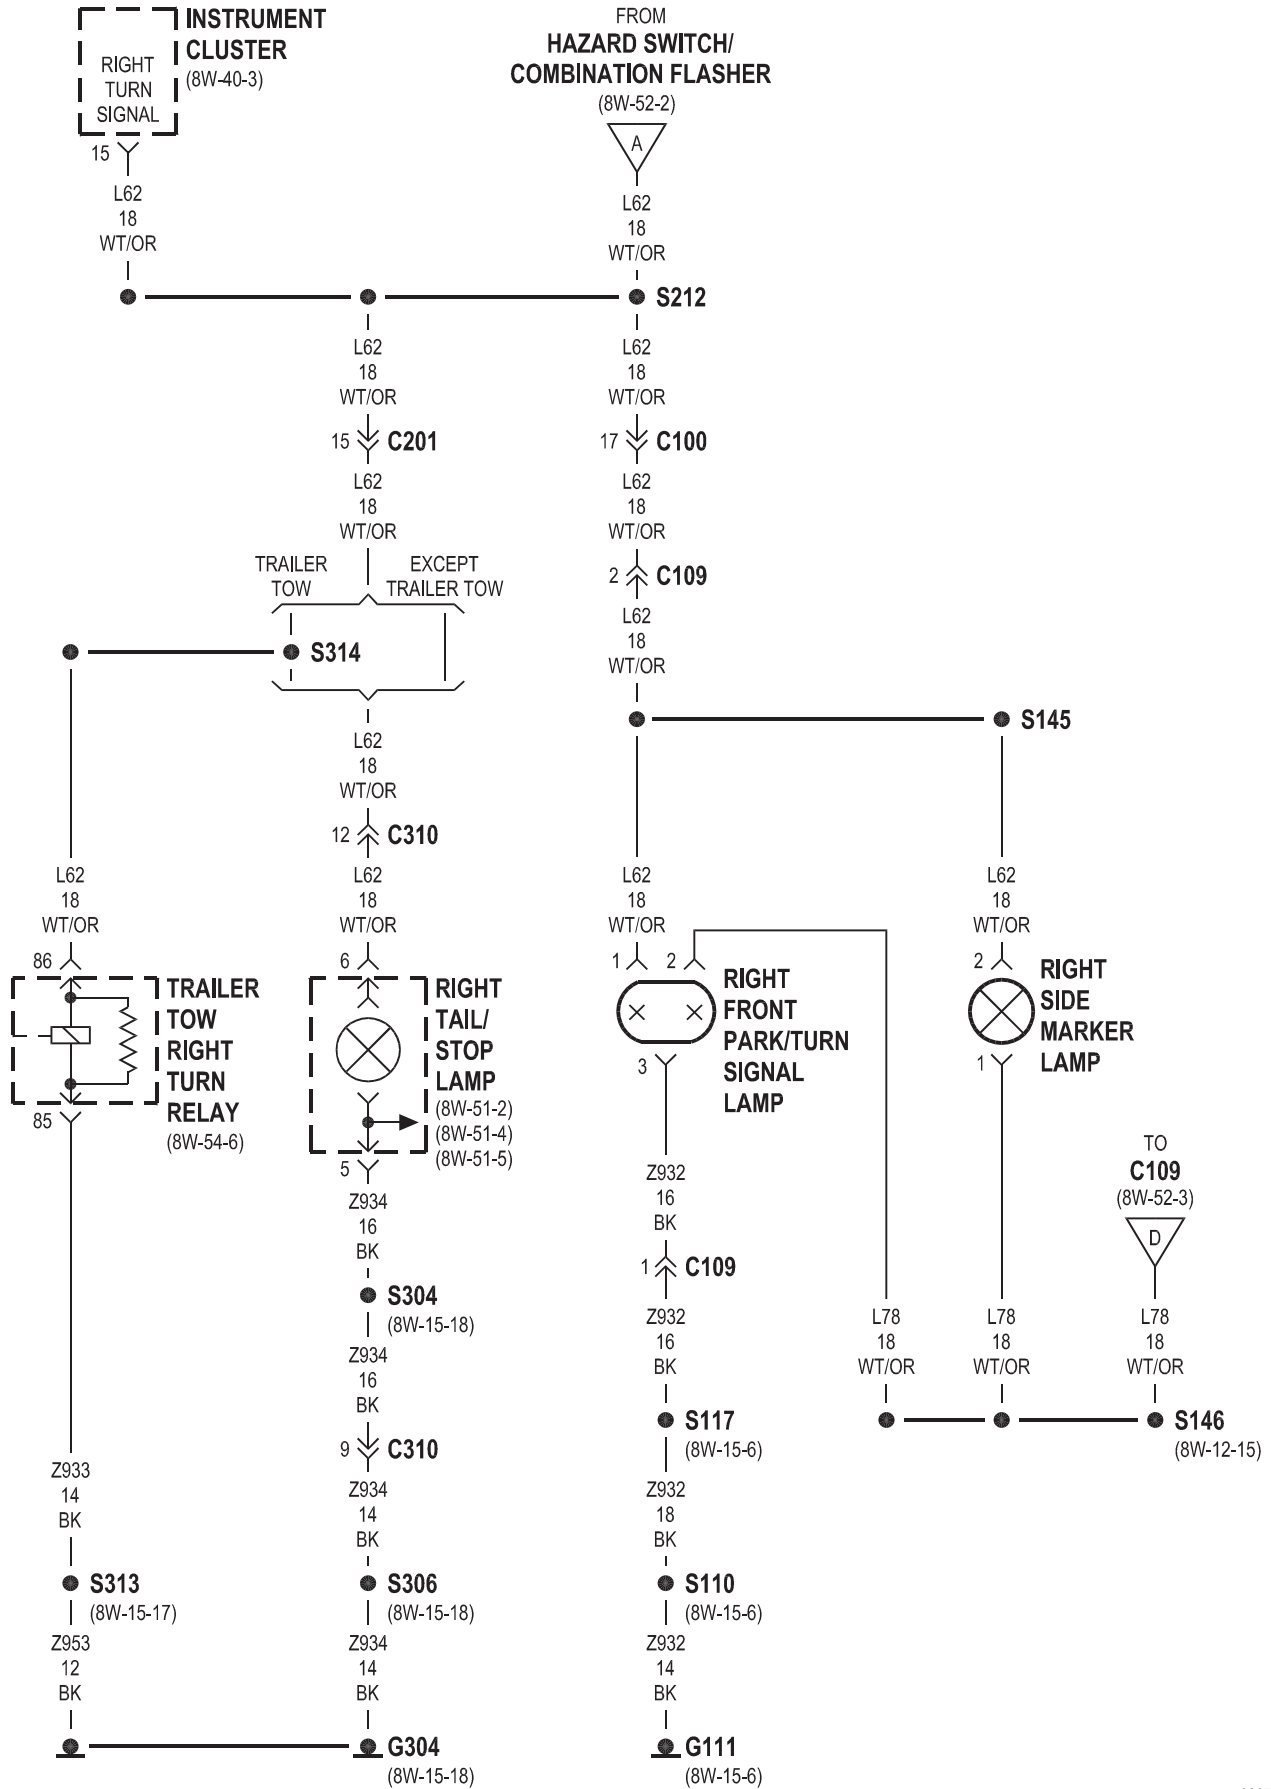 INSTRUMENT
CLUSTER
(8W-40-3)
RIGHT
TURN
SIGNAL
15
L62
18
WT/OR
FROM
HAZARD SWITCH/
COMBINATION FLASHER
(8W-52-2)
A
L62
18
WT/OR
S212
L62
18
WT/OR
15 C201
L62
18
WT/OR
L62
18
WT/OR
17 C100
L62
18
WT/OR
TRAILER
TOW
EXCEPT
TRAILER TOW
2 C109
L62
18
WT/OR
S314
S145
L62
18
WT/OR
12 C310
L62
18
WT/OR
86
L62
18
WT/OR
6
L62
18
WT/OR
1
2
L62
18
WT/OR
2
TRAILER
TOW
RIGHT
TURN
RELAY
(8W-54-6)
85
RIGHT
TAIL/
STOP
LAMP
(8W-51-2)
(8W-51-4)
(8W-51-5)
5
RIGHT
FRONT
PARK/TURN
SIGNAL
LAMP
3
RIGHT
SIDE
MARKER
LAMP
1
TO
C109
(8W-52-3)
D
Z934
16
BK
S304
(8W-15-18)
Z934
16
BK
9 C310
Z932
16
BK
1 C109
Z932
16
BK
S117
(8W-15-6)
L78
18
WT/OR
L78
18
WT/OR
L78
18
WT/OR
S146
(8W-12-15)
Z933
14
BK
S313
(8W-15-17)
Z953
12
BK
Z934
14
BK
S306
(8W-15-18)
Z934
14
BK
G304
(8W-15-18)
Z932
18
BK
S110
(8W-15-6)
Z932
14
BK
G111
(8W-15-6)